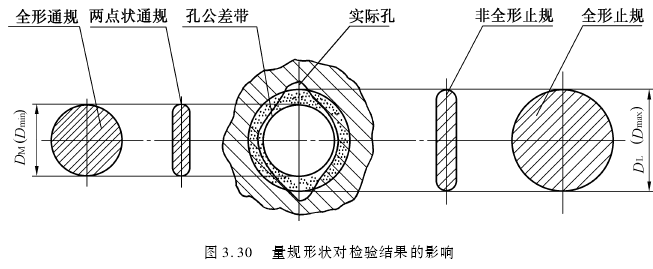 全形通规 两点状通规 孔公差带 实际孔 非全形止规 全形止规
DM(Dmin)
DL(Dmax)
图3.30 量规形状对检验结果的影响